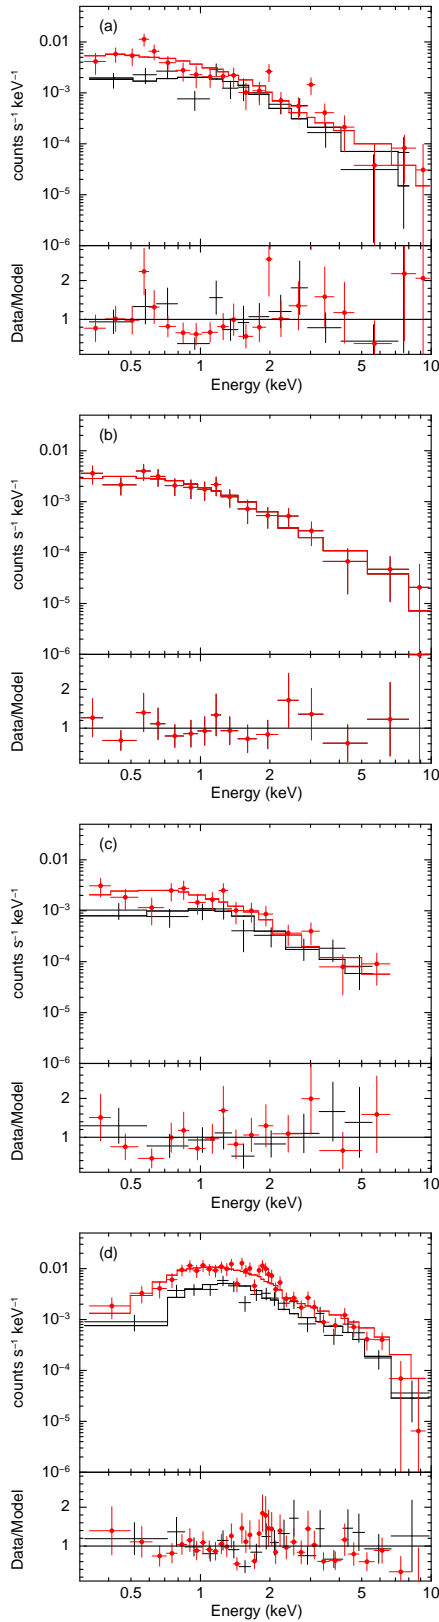 (a)
0.01
10⁻³
10⁻⁴
10⁻⁵
10⁻⁶
counts s⁻¹ keV⁻¹
2
1
Data/Model
0.5 1 2 5 10
Energy (keV)
(b)
0.01
10⁻³
10⁻⁴
10⁻⁵
10⁻⁶
counts s⁻¹ keV⁻¹
2
1
Data/Model
0.5 1 2 5 10
Energy (keV)
(c)
0.01
10⁻³
10⁻⁴
10⁻⁵
10⁻⁶
counts s⁻¹ keV⁻¹
2
1
Data/Model
0.5 1 2 5 10
Energy (keV)
(d)
0.01
10⁻³
10⁻⁴
10⁻⁵
10⁻⁶
counts s⁻¹ keV⁻¹
2
1
Data/Model
0.5 1 2 5 10
Energy (keV)